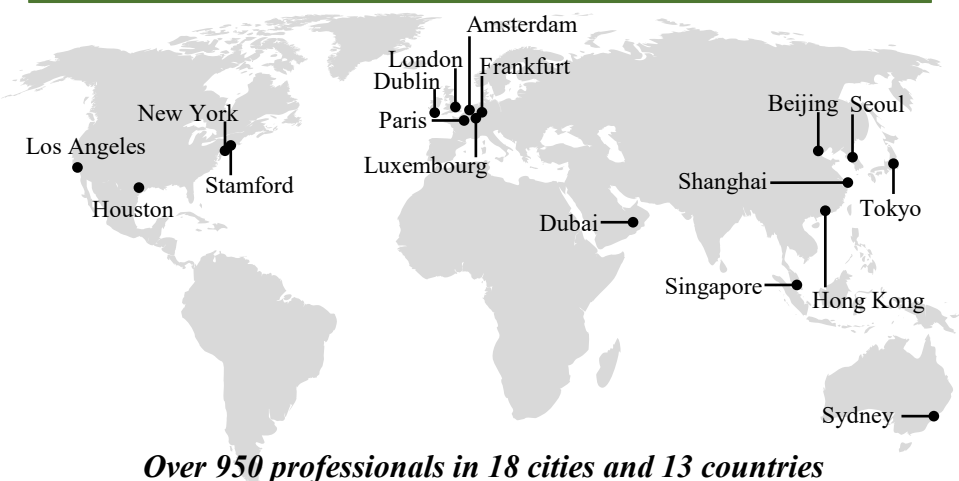 Amsterdam
London
Frankfurt
Dublin
Paris
Luxembourg
New York
Los Angeles
Stamford
Houston
Beijing
Seoul
Shanghai
Tokyo
Dubai
Singapore
Hong Kong
Sydney
Over 950 professionals in 18 cities and 13 countries